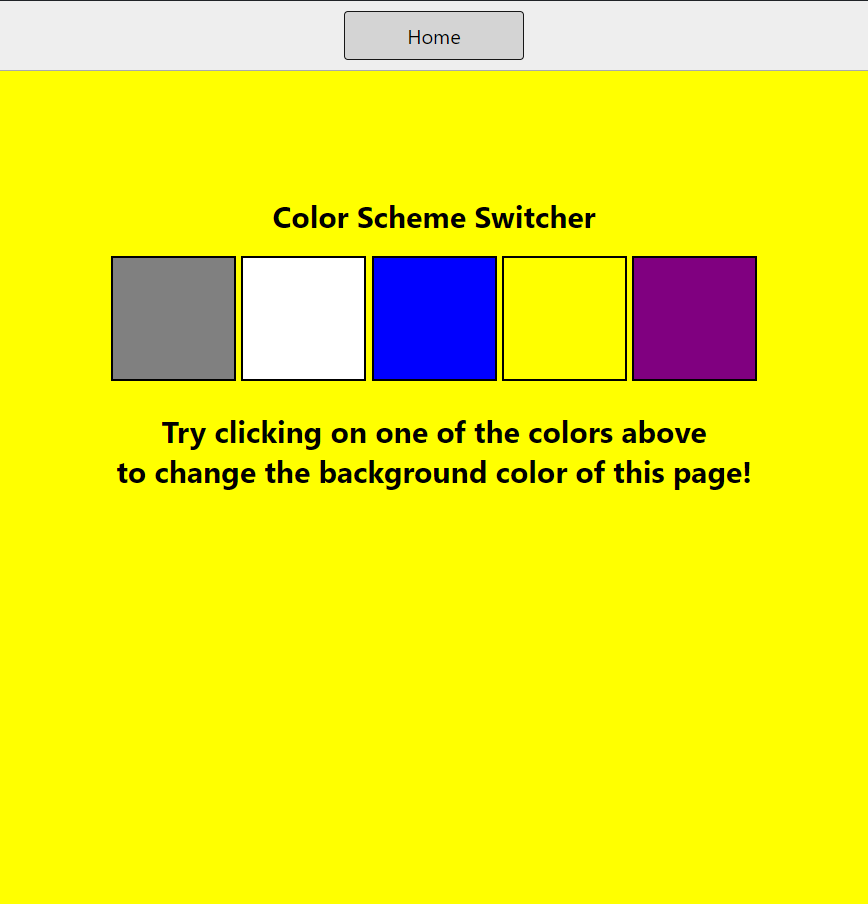 Home
Color Scheme Switcher
Try clicking on one of the colors above
to change the background color of this page!